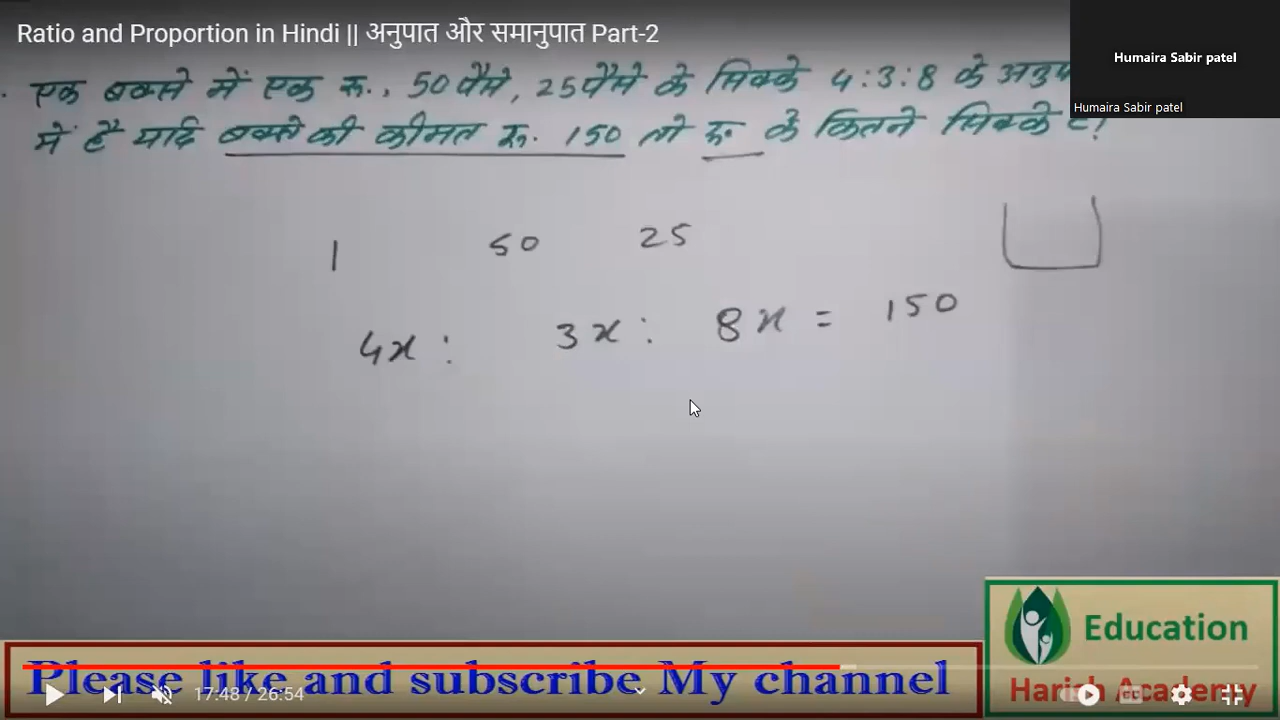 Ratio and Proportion in Hindi || अनुपात और समानुपात Part-2
Humaira Sabir patel
Humaira Sabir patel
एक बक्से में एक रू., 50 पैसे, 25 पैसे के सिक्के 4:3:8 के
में है यदि बक्से की कीमत रू. 150 तो रू के कितने सिक्के है?
1 50 25
4x : 3x : 8x = 150
Education
Harish Academy
Please like and subscribe My channel
17:48 / 26:54